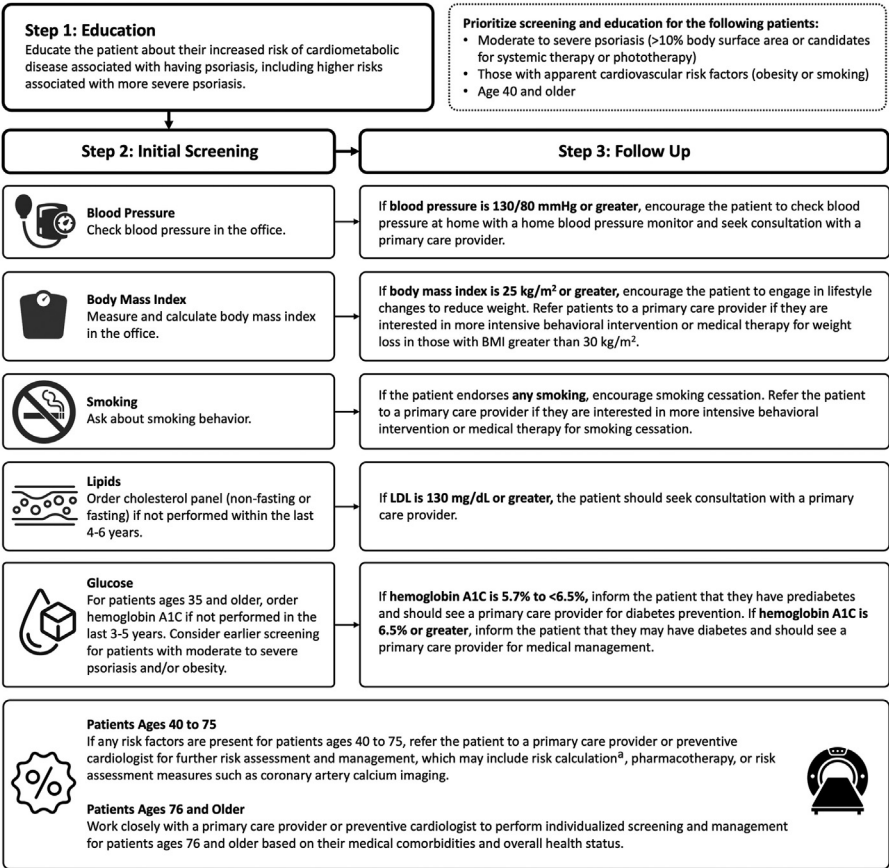 Step 1: Education
Educate the patient about their increased risk of cardiometabolic
disease associated with having psoriasis, including higher risks
associated with more severe psoriasis.
Prioritize screening and education for the following patients:
• Moderate to severe psoriasis (>10% body surface area or candidates
for systemic therapy or phototherapy)
• Those with apparent cardiovascular risk factors (obesity or smoking)
• Age 40 and older
Step 2: Initial Screening
Step 3: Follow Up
Blood Pressure
Check blood pressure in the office.
If blood pressure is 130/80 mmHg or greater, encourage the patient to check blood
pressure at home with a home blood pressure monitor and seek consultation with a
primary care provider.
Body Mass Index
Measure and calculate body mass index
in the office.
If body mass index is 25 kg/m² or greater, encourage the patient to engage in lifestyle
changes to reduce weight. Refer patients to a primary care provider if they are
interested in more intensive behavioral intervention or medical therapy for weight
loss in those with BMI greater than 30 kg/m².
Smoking
Ask about smoking behavior.
If the patient endorses any smoking, encourage smoking cessation. Refer the patient
to a primary care provider if they are interested in more intensive behavioral
intervention or medical therapy for smoking cessation.
Lipids
Order cholesterol panel (non-fasting or
fasting) if not performed within the last
4-6 years.
If LDL is 130 mg/dL or greater, the patient should seek consultation with a primary
care provider.
Glucose
For patients ages 35 and older, order
hemoglobin A1C if not performed in the
last 3-5 years. Consider earlier screening
for patients with moderate to severe
psoriasis and/or obesity.
If hemoglobin A1C is 5.7% to <6.5%, inform the patient that they have prediabetes
and should see a primary care provider for diabetes prevention. If hemoglobin A1C is
6.5% or greater, inform the patient that they may have diabetes and should see a
primary care provider for medical management.
%
Patients Ages 40 to 75
If any risk factors are present for patients ages 40 to 75, refer the patient to a primary care provider or preventive
cardiologist for further risk assessment and management, which may include risk calculationᵃ, pharmacotherapy, or risk
assessment measures such as coronary artery calcium imaging.
Patients Ages 76 and Older
Work closely with a primary care provider or preventive cardiologist to perform individualized screening and management
for patients ages 76 and older based on their medical comorbidities and overall health status.